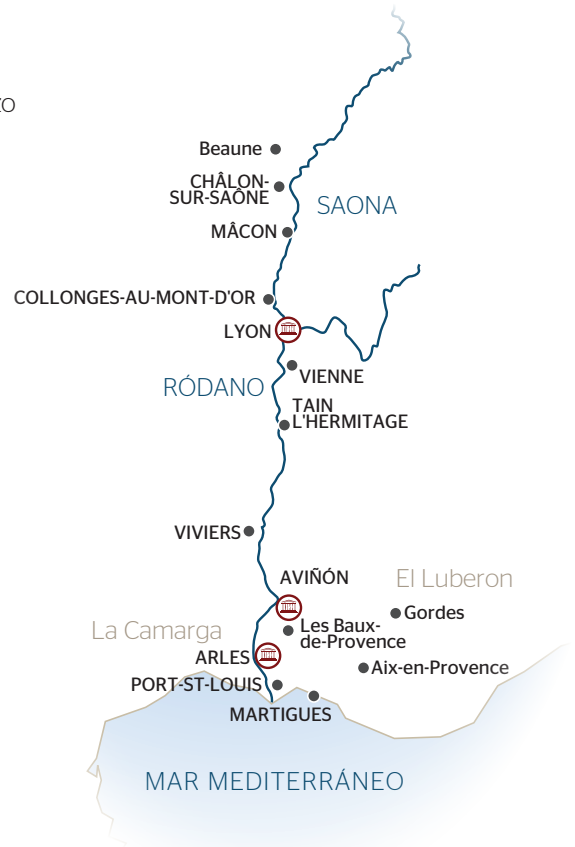 ZO
Beaune
CHÂLON-
SUR-SAÔNE
SAONA
MÂCON
COLLONGES-AU-MONT-D'OR
LYON
VIENNE
RÓDANO
TAIN
L'HERMITAGE
VIVIERS
AVIÑÓN
El Luberon
Gordes
La Camarga
Les Baux-
de-Provence
ARLES
Aix-en-Provence
PORT-ST-LOUIS
MARTIGUES
MAR MEDITERRÁNEO